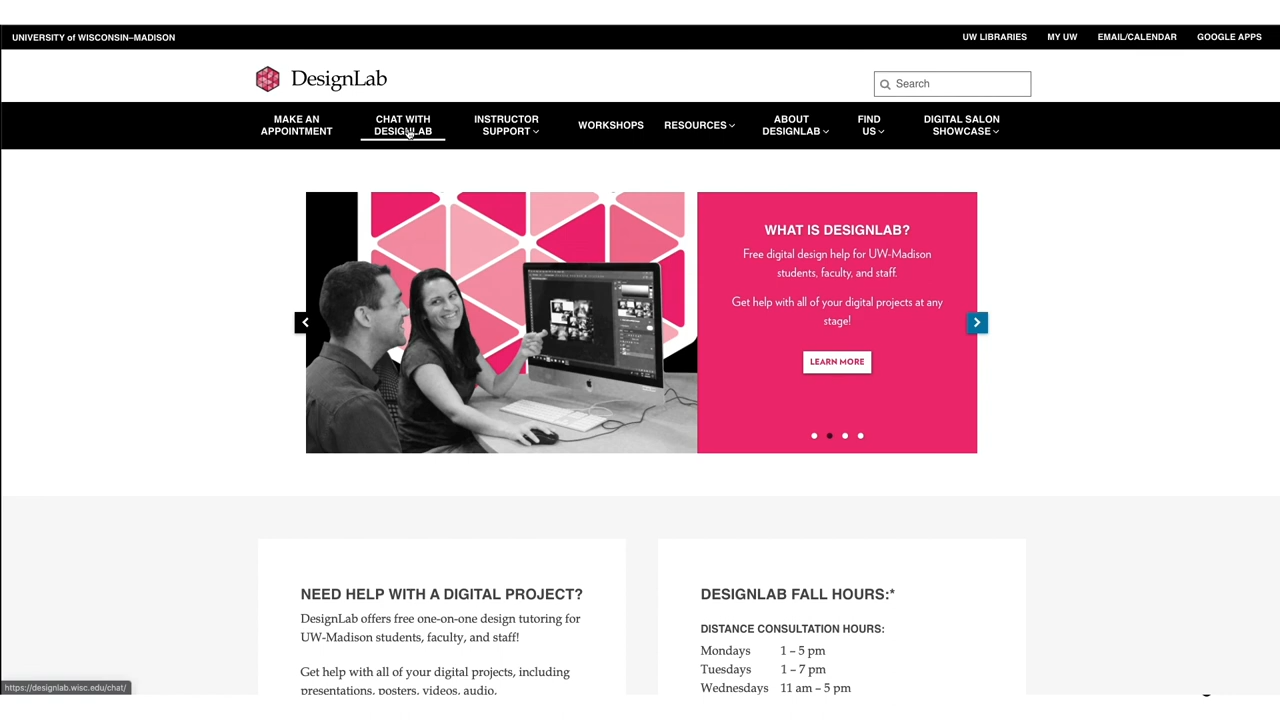 UNIVERSITY of WISCONSIN–MADISON
UW LIBRARIES MY UW EMAIL/CALENDAR GOOGLE APPS
DesignLab
Search
MAKE AN
APPOINTMENT
CHAT WITH
DESIGNLAB
INSTRUCTOR
SUPPORT
WORKSHOPS
RESOURCES
ABOUT
DESIGNLAB
FIND
US
DIGITAL SALON
SHOWCASE
WHAT IS DESIGNLAB?
Free digital design help for UW-Madison
students, faculty, and staff.
Get help with all of your digital projects at any
stage!
LEARN MORE
NEED HELP WITH A DIGITAL PROJECT?
DesignLab offers free one-on-one design tutoring for
UW-Madison students, faculty, and staff!
Get help with all of your digital projects, including
presentations, posters, videos, audio,
DESIGNLAB FALL HOURS:*
DISTANCE CONSULTATION HOURS:
Mondays 1 – 5 pm
Tuesdays 1 – 7 pm
Wednesdays 11 am – 5 pm
https://designlab.wisc.edu/chat/